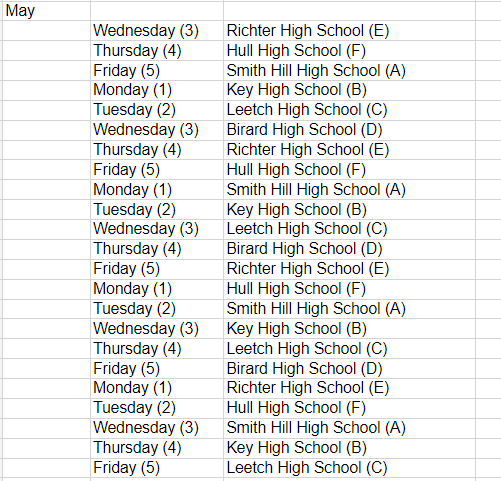 May
Wednesday (3) Richter High School (E)
Thursday (4) Hull High School (F)
Friday (5) Smith Hill High School (A)
Monday (1) Key High School (B)
Tuesday (2) Leetch High School (C)
Wednesday (3) Birard High School (D)
Thursday (4) Richter High School (E)
Friday (5) Hull High School (F)
Monday (1) Smith Hill High School (A)
Tuesday (2) Key High School (B)
Wednesday (3) Leetch High School (C)
Thursday (4) Birard High School (D)
Friday (5) Richter High School (E)
Monday (1) Hull High School (F)
Tuesday (2) Smith Hill High School (A)
Wednesday (3) Key High School (B)
Thursday (4) Leetch High School (C)
Friday (5) Birard High School (D)
Monday (1) Richter High School (E)
Tuesday (2) Hull High School (F)
Wednesday (3) Smith Hill High School (A)
Thursday (4) Key High School (B)
Friday (5) Leetch High School (C)